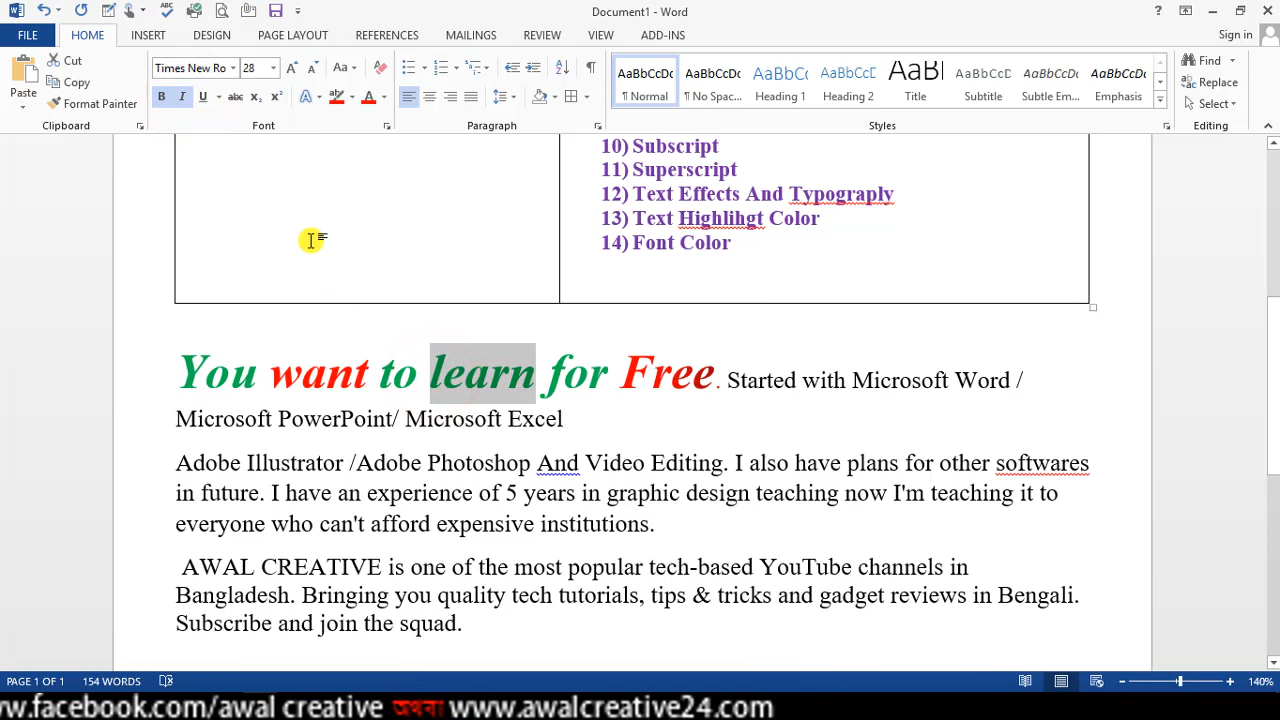 Document1 - Word
?
FILE
HOME
INSERT
DESIGN
PAGE LAYOUT
REFERENCES
MAILINGS
REVIEW
VIEW
ADD-INS
Sign in
Paste
Cut
Copy
Format Painter
Clipboard
Times New Ro
28
Aa
B I U abc X₂ X²
Font
Paragraph
AaBbCcDc
¶ Normal
AaBbCcDc
¶ No Spac...
AaBbCc
Heading 1
AaBbCcC
Heading 2
AaBl
Title
AaBbCcC
Subtitle
AaBbCcDc
Subtle Em...
AaBbCcDc
Emphasis
Styles
Find
Replace
Select
Editing
10) Subscript
11) Superscript
12) Text Effects And Typograply
13) Text Highlihgt Color
14) Font Color
You want to learn for Free. Started with Microsoft Word /
Microsoft PowerPoint/ Microsoft Excel
Adobe Illustrator /Adobe Photoshop And Video Editing. I also have plans for other softwares
in future. I have an experience of 5 years in graphic design teaching now I'm teaching it to
everyone who can't afford expensive institutions.
AWAL CREATIVE is one of the most popular tech-based YouTube channels in
Bangladesh. Bringing you quality tech tutorials, tips & tricks and gadget reviews in Bengali.
Subscribe and join the squad.
PAGE 1 OF 1
154 WORDS
140%
w.facebook.com/awal creative অথবা www.awalcreative24.com